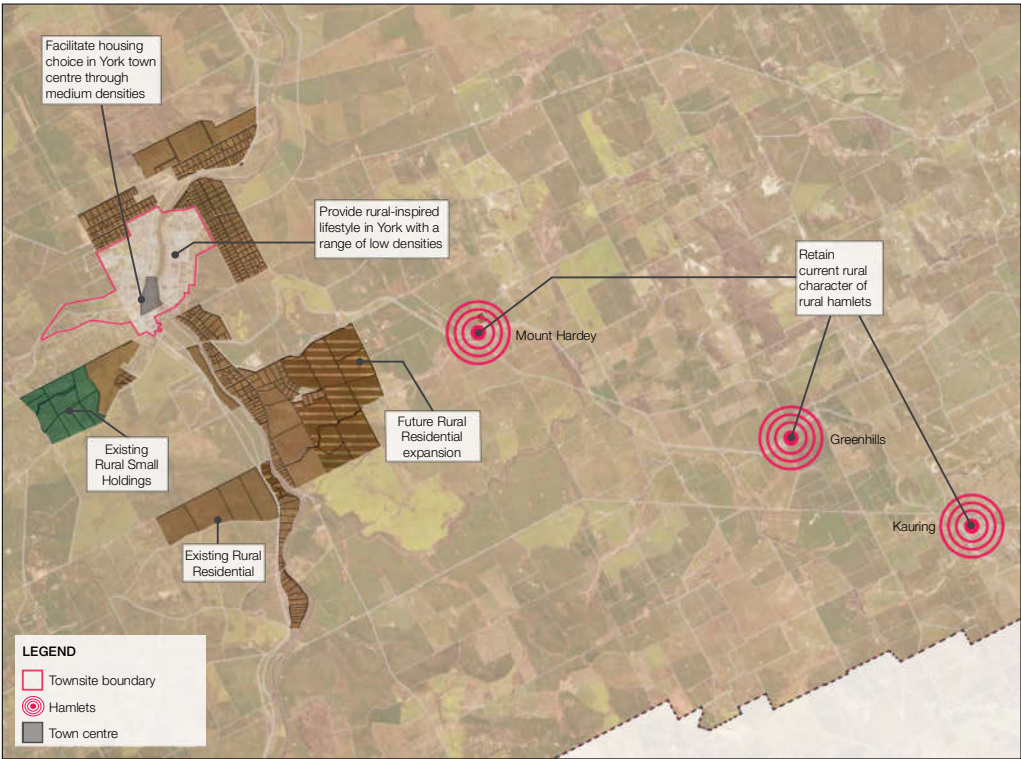 Facilitate housing
choice in York town
centre through
medium densities
Provide rural-inspired
lifestyle in York with a
range of low densities
Retain
current rural
character of
rural hamlets
Mount Hardey
Future Rural
Residential
expansion
Greenhills
Existing
Rural Small
Holdings
Kauring
Existing Rural
Residential
LEGEND
Townsite boundary
Hamlets
Town centre